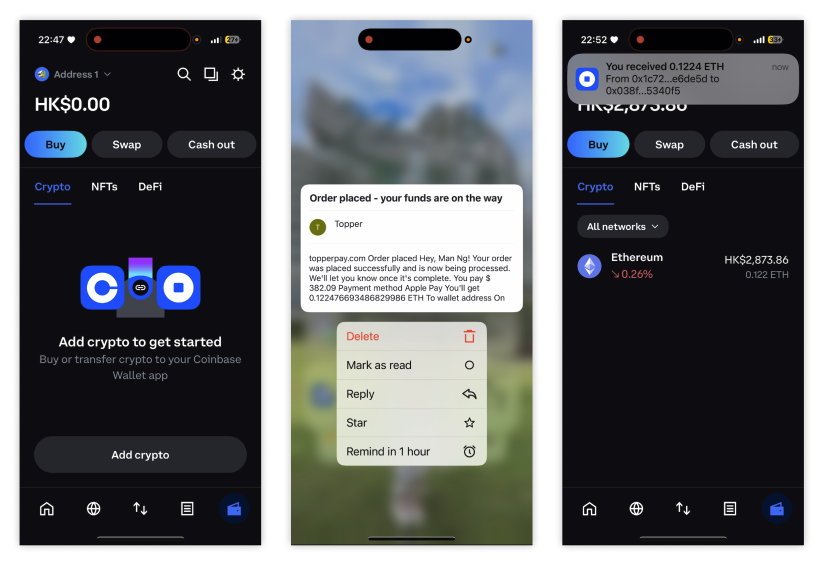 22:47
27
Address 1
HK$0.00
Buy
Swap
Cash out
Crypto
NFTs
DeFi
Add crypto to get started
Buy or transfer crypto to your Coinbase
Wallet app
Add crypto
Order placed - your funds are on the way
T
Topper
topperpay.com Order placed Hey, Man Ng! Your order
was placed successfully and is now being processed.
We'll let you know once it's complete. You pay $
382.09 Payment method Apple Pay You'll get
0.122476693486829986 ETH To wallet address On
Delete
Mark as read
Reply
Star
Remind in 1 hour
22:52
You received 0.1224 ETH
now
From 0x1c72...e6de5d to
0x038f...5340f5
HK$2,873.86
Buy
Swap
Cash out
Crypto
NFTs
DeFi
All networks
Ethereum
HK$2,873.86
0.26%
0.122 ETH